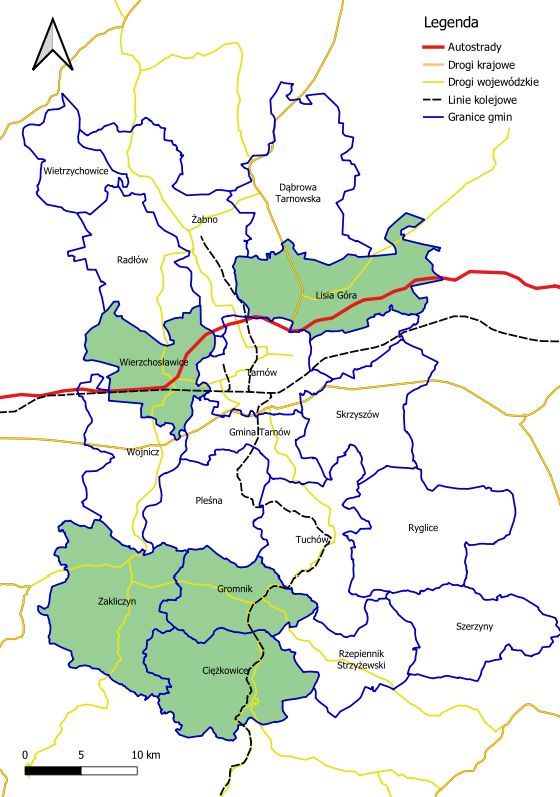 Legenda
Autostrady
Drogi krajowe
Drogi wojewódzkie
Linie kolejowe
Granice gmin
Wietrzychowice
Dąbrowa
Tarnowska
Żabno
Radłów
Lisia Góra
Wierzchosławice
Tarnów
Skrzyszów
Gmina Tarnów
Wojnicz
Pleśna
Ryglice
Tuchów
Gromnik
Zakliczyn
Szerzyny
Rzepiennik
Strzyżewski
Ciężkowice
0 5 10 km